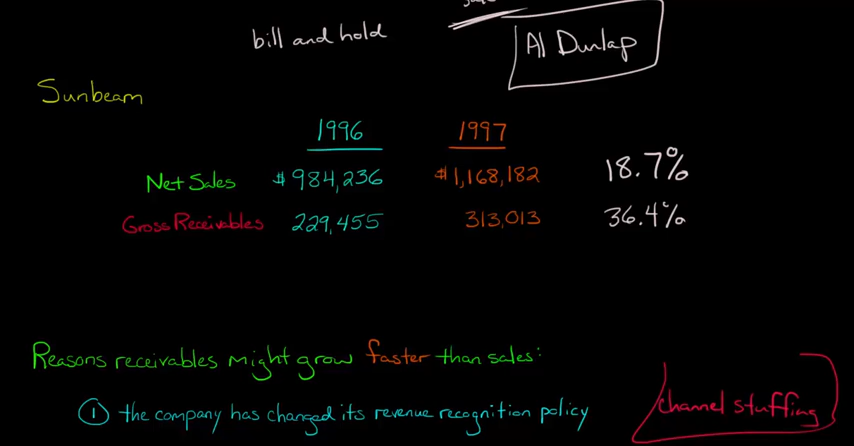 bill and hold
Al Dunlap
Sunbeam
1996 1997
Net Sales $984,236 $1,168,182 18.7%
Gross Receivables 229,455 313,013 36.4%
Reasons receivables might grow faster than sales:
① the company has changed its revenue recognition policy
channel stuffing